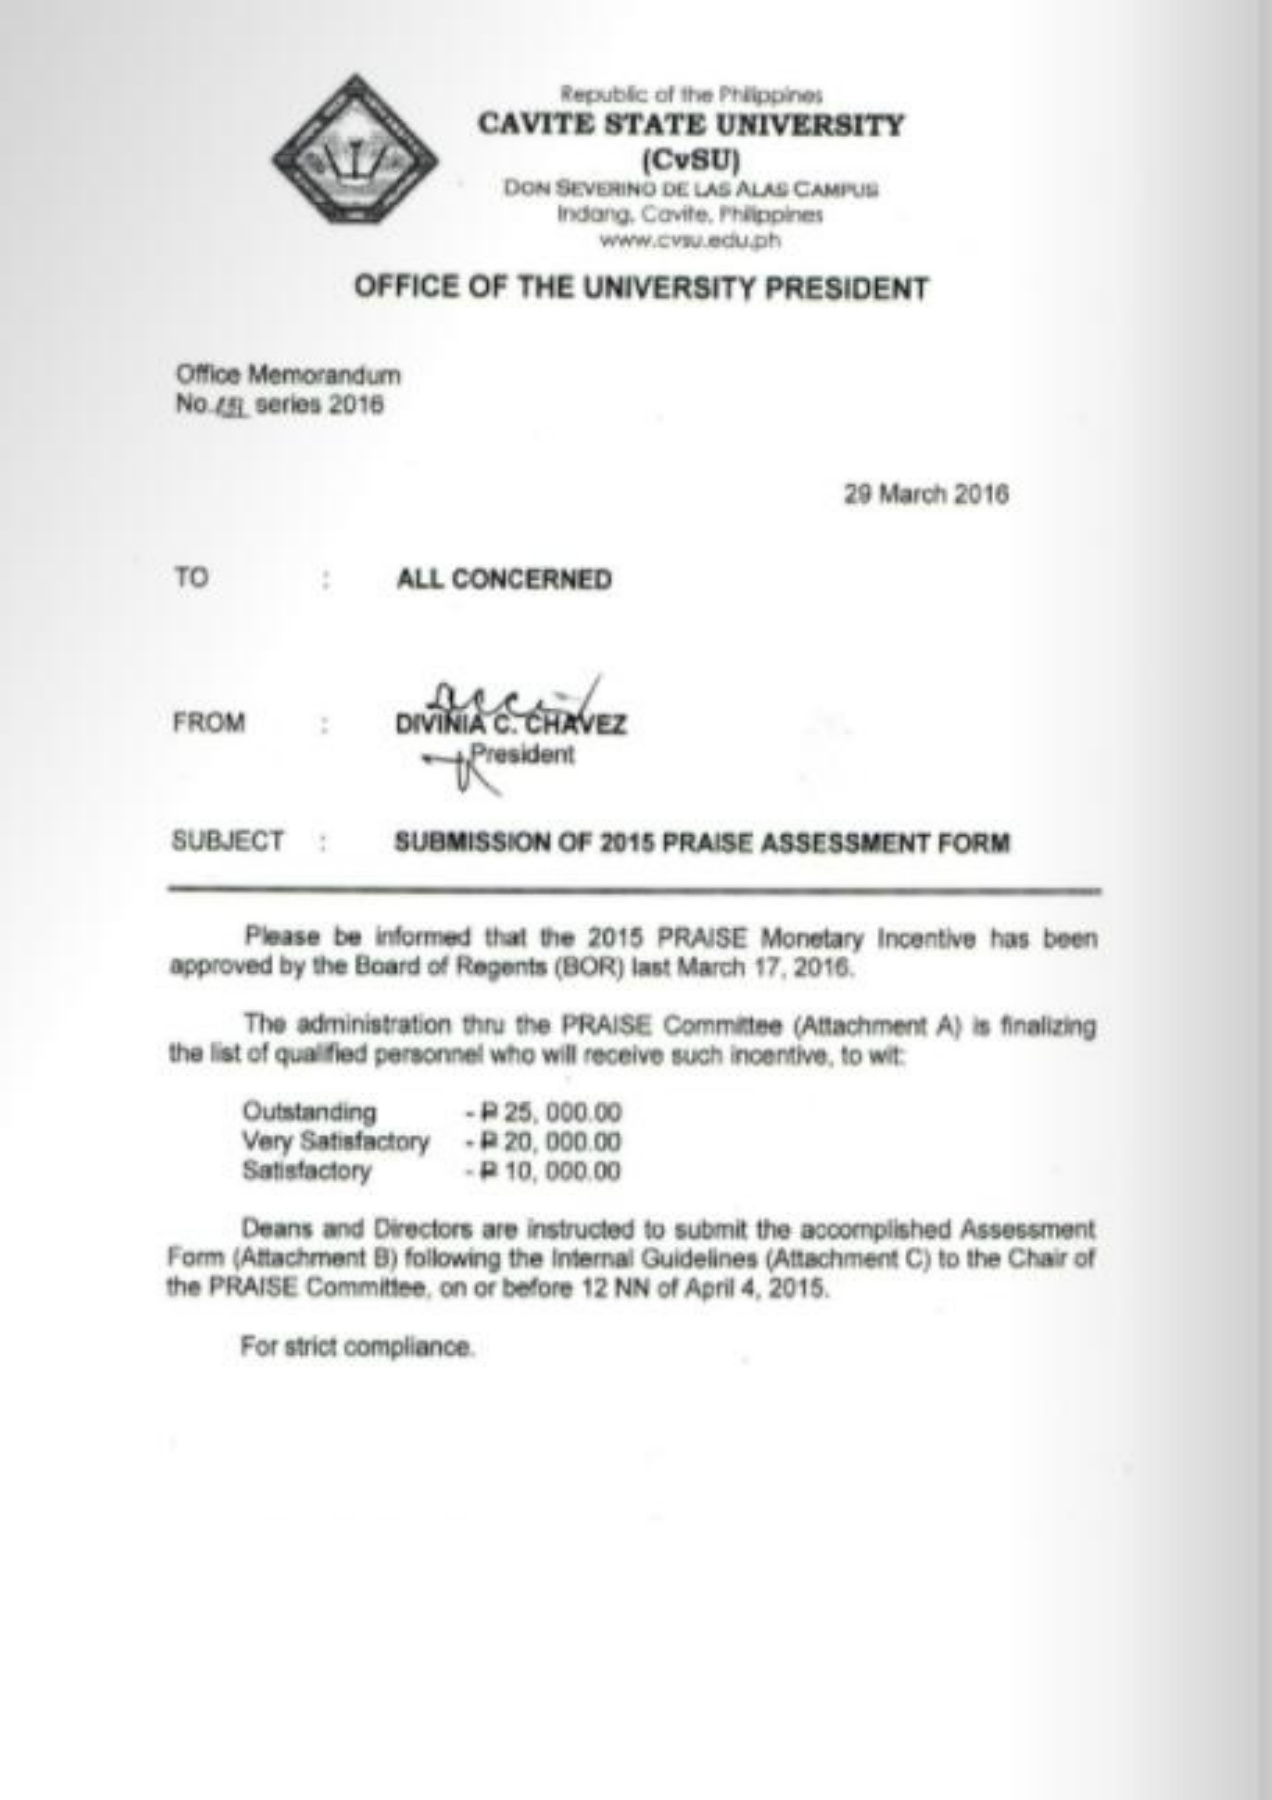 Republic of the Philippines
CAVITE STATE UNIVERSITY
(CvSU)
DON SEVERINO DE LAS ALAS CAMPUS
Indang, Cavite, Philippines
www.cvsu.edu.ph
OFFICE OF THE UNIVERSITY PRESIDENT
Office Memorandum
No. series 2016
29 March 2016
TO : ALL CONCERNED
FROM : DIVINIA C. CHAVEZ
President
SUBJECT : SUBMISSION OF 2015 PRAISE ASSESSMENT FORM
Please be informed that the 2015 PRAISE Monetary Incentive has been
approved by the Board of Regents (BOR) last March 17, 2016.
The administration thru the PRAISE Committee (Attachment A) is finalizing
the list of qualified personnel who will receive such incentive, to wit:
Outstanding - ₱ 25, 000.00
Very Satisfactory - ₱ 20, 000.00
Satisfactory - ₱ 10, 000.00
Deans and Directors are instructed to submit the accomplished Assessment
Form (Attachment B) following the Internal Guidelines (Attachment C) to the Chair of
the PRAISE Committee, on or before 12 NN of April 4, 2015.
For strict compliance.